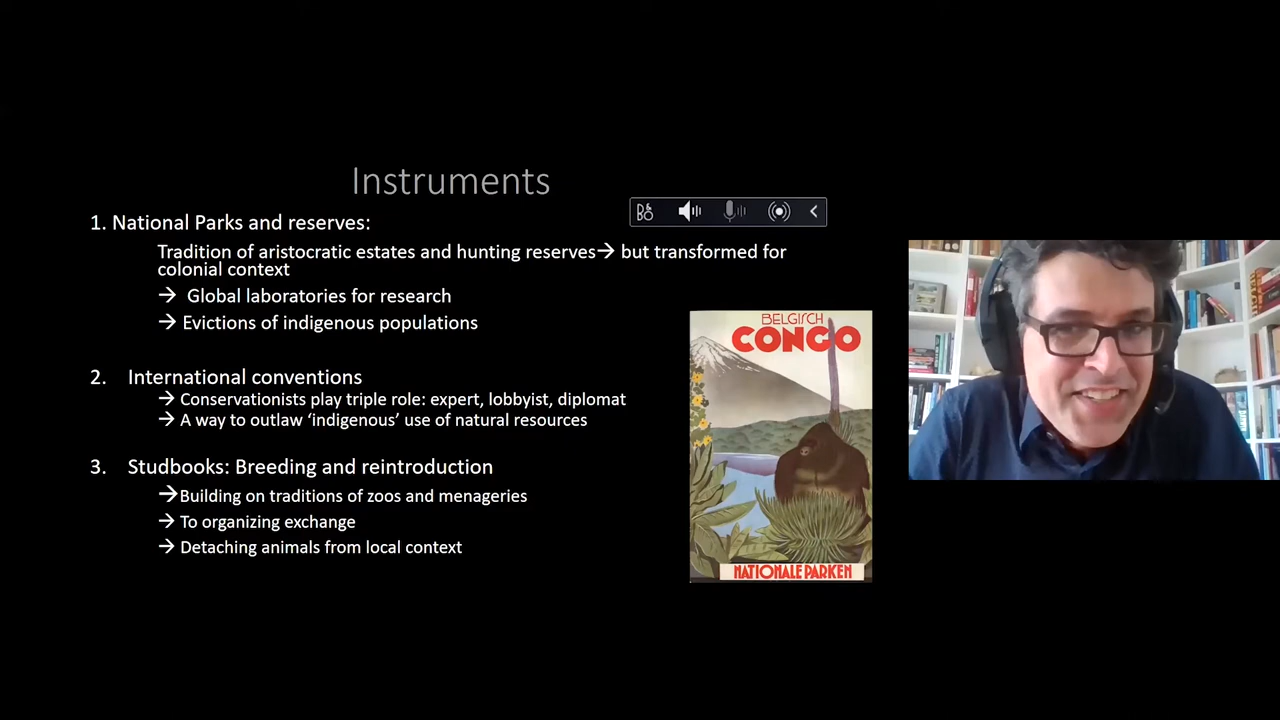 Instruments
1. National Parks and reserves:
Tradition of aristocratic estates and hunting reserves→ but transformed for
colonial context
→ Global laboratories for research
→ Evictions of indigenous populations
2. International conventions
→ Conservationists play triple role: expert, lobbyist, diplomat
→ A way to outlaw ‘indigenous’ use of natural resources
3. Studbooks: Breeding and reintroduction
→Building on traditions of zoos and menageries
→ To organizing exchange
→ Detaching animals from local context
BELGISCH
CONGO
NATIONALE PARKEN